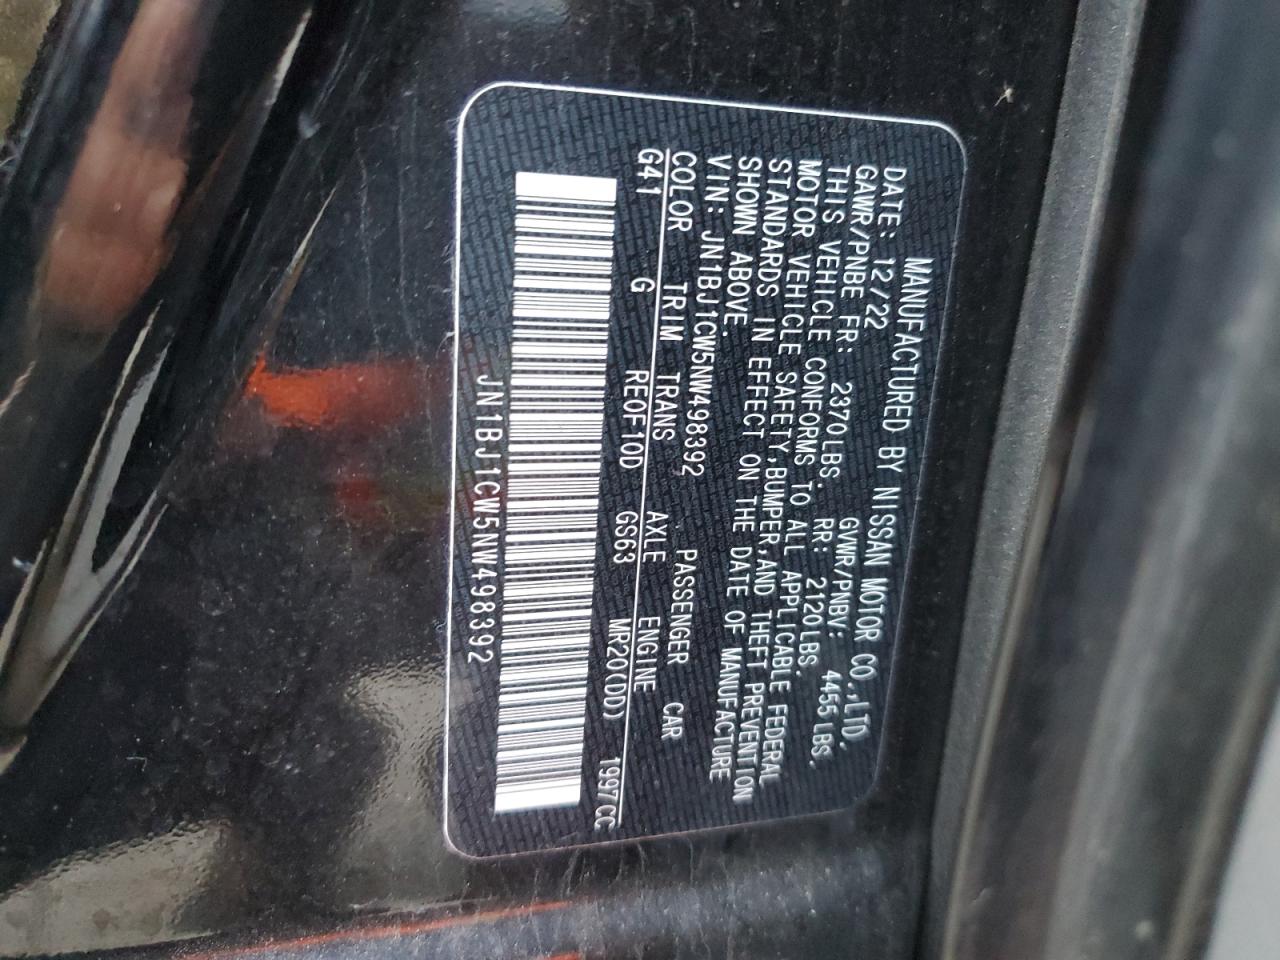 MANUFACTURED BY NISSAN MOTOR CO.,LTD.
DATE: 12/22 GVWR/PNBV: 4455 LBS.
GAWR/PNBE FR: 2370 LBS. RR: 2120 LBS.
THIS VEHICLE CONFORMS TO ALL APPLICABLE FEDERAL
MOTOR VEHICLE SAFETY,BUMPER,AND THEFT PREVENTION
STANDARDS IN EFFECT ON THE DATE OF MANUFACTURE
SHOWN ABOVE.
VIN: JN1BJ1CW5NW498392 PASSENGER CAR
COLOR TRIM TRANS AXLE ENGINE
G41 G RE0F10D GS63 MR20(DD) 1997CC
JN1BJ1CW5NW498392